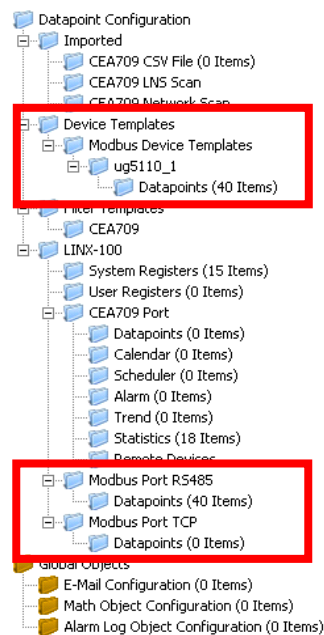 Datapoint Configuration
Imported
CEA709 CSV File (0 Items)
CEA709 LNS Scan
CEA709 Network Scan
Device Templates
Modbus Device Templates
ug5110_1
Datapoints (40 Items)
Filter Templates
CEA709
LINX-100
System Registers (15 Items)
User Registers (0 Items)
CEA709 Port
Datapoints (0 Items)
Calendar (0 Items)
Scheduler (0 Items)
Alarm (0 Items)
Trend (0 Items)
Statistics (18 Items)
Remote Devices
Modbus Port RS485
Datapoints (40 Items)
Modbus Port TCP
Datapoints (0 Items)
Global Objects
E-Mail Configuration (0 Items)
Math Object Configuration (0 Items)
Alarm Log Object Configuration (0 Items)